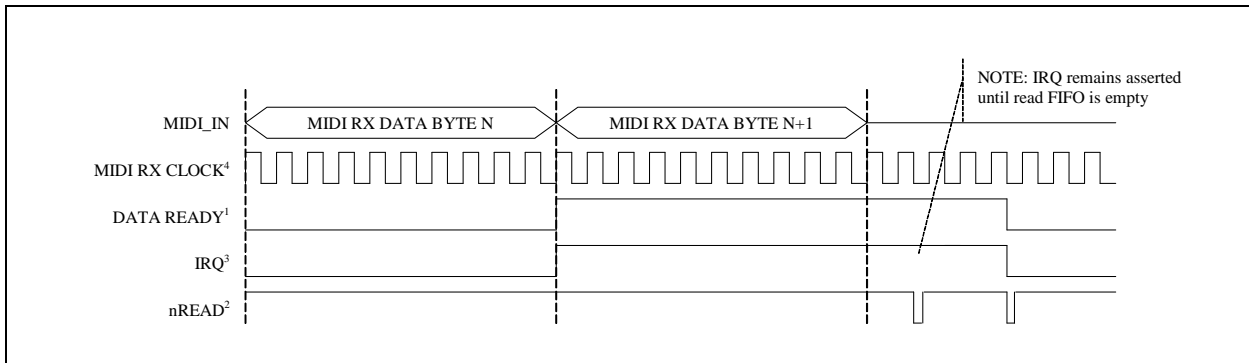 NOTE: IRQ remains asserted
until read FIFO is empty
MIDI_IN
MIDI RX DATA BYTE N
MIDI RX DATA BYTE N+1
MIDI RX CLOCK⁴
DATA READY¹
IRQ³
nREAD²